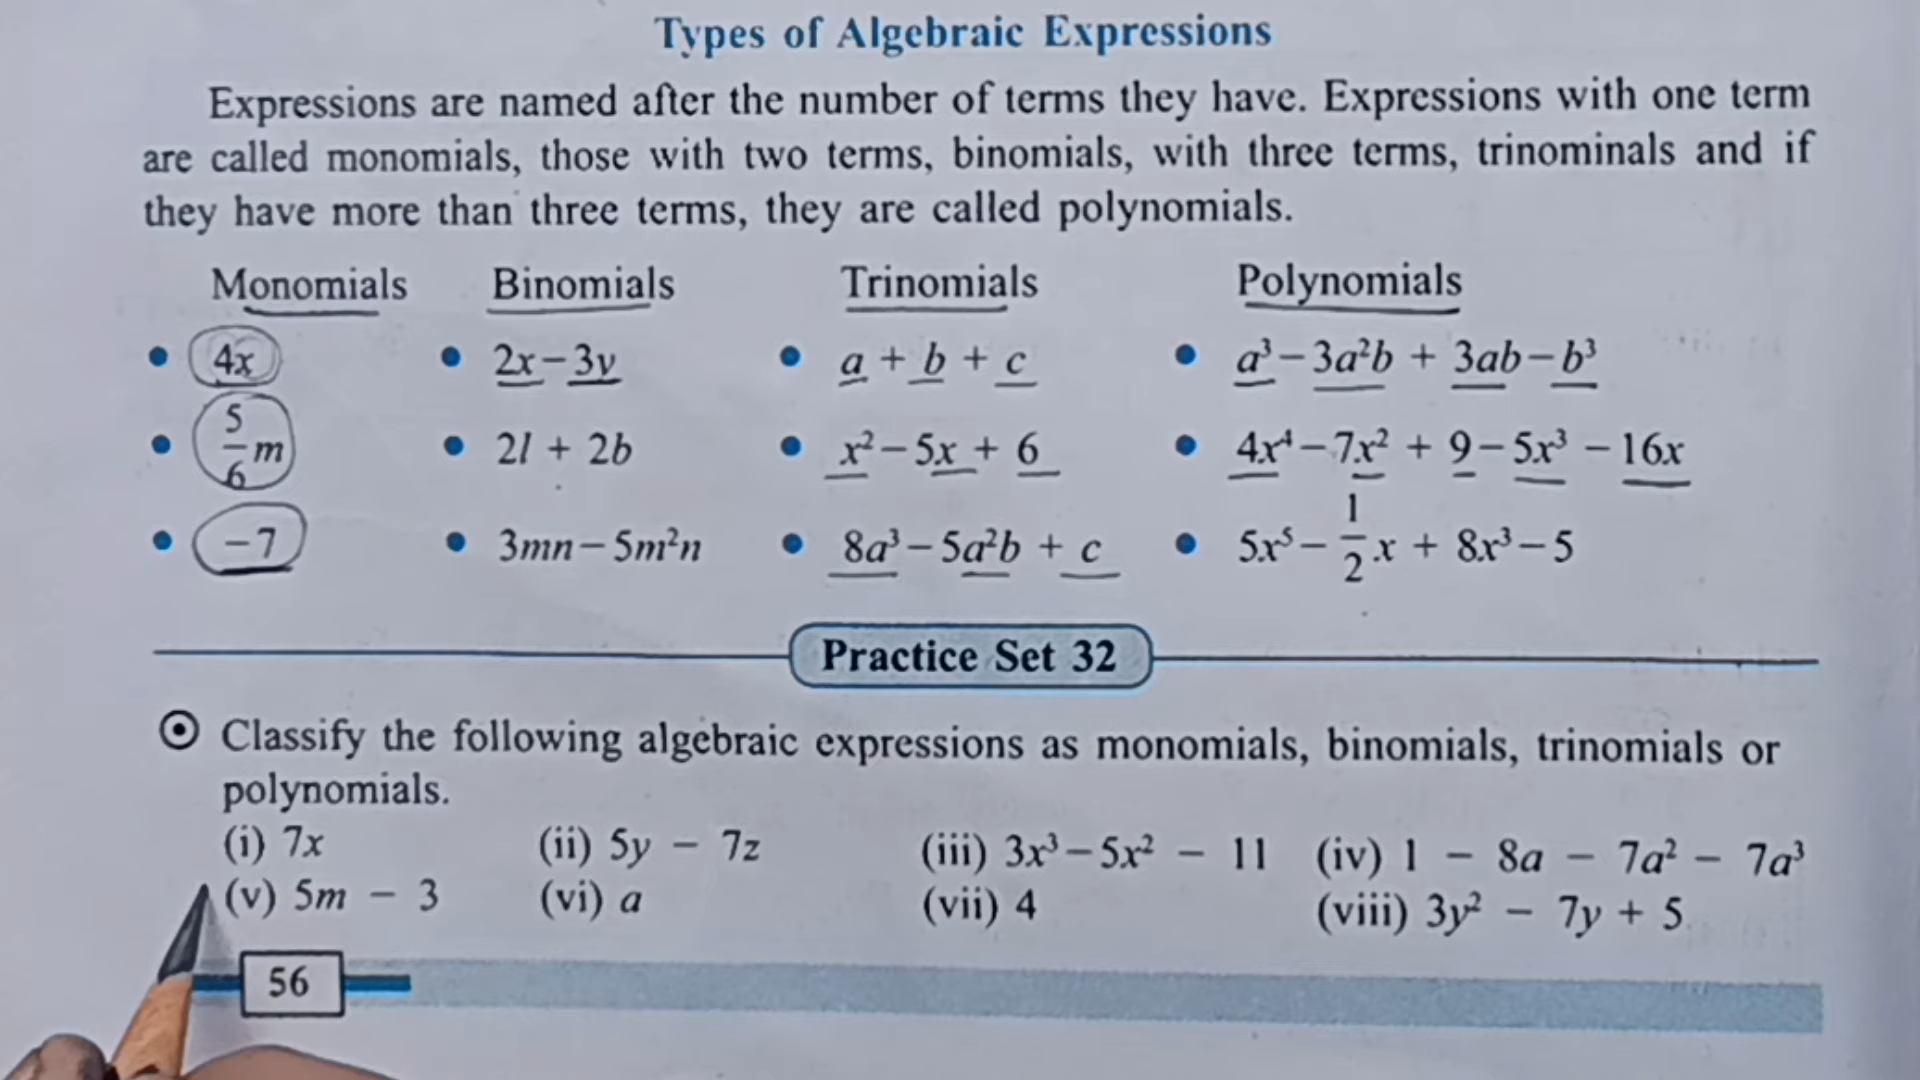 Types of Algebraic Expressions
Expressions are named after the number of terms they have. Expressions with one term
are called monomials, those with two terms, binomials, with three terms, trinominals and if
they have more than three terms, they are called polynomials.
Monomials Binomials Trinomials Polynomials
• 4x • 2x − 3y • a + b + c • a³ − 3a²b + 3ab − b³
• 5/6 m • 2l + 2b • x² − 5x + 6 • 4x⁴ − 7x² + 9 − 5x³ − 16x
• −7 • 3mn − 5m²n • 8a³ − 5a²b + c • 5x⁵ − 1/2 x + 8x³ − 5
Practice Set 32
Classify the following algebraic expressions as monomials, binomials, trinomials or
polynomials.
(i) 7x (ii) 5y − 7z (iii) 3x³ − 5x² − 11 (iv) 1 − 8a − 7a² − 7a³
(v) 5m − 3 (vi) a (vii) 4 (viii) 3y² − 7y + 5
56